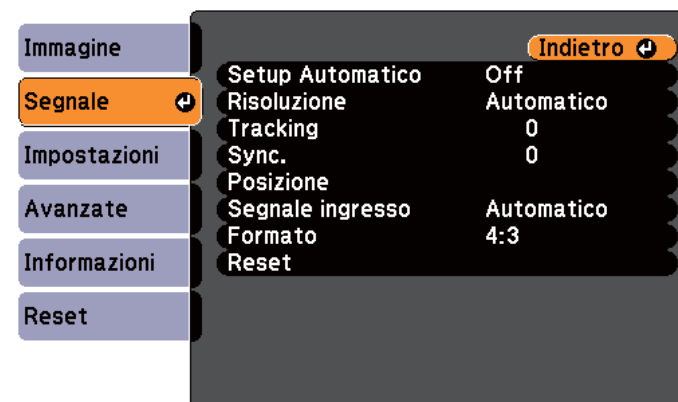 Immagine
Segnale
Impostazioni
Avanzate
Informazioni
Reset
Indietro
Setup Automatico Off
Risoluzione Automatico
Tracking 0
Sync. 0
Posizione
Segnale ingresso Automatico
Formato 4:3
Reset